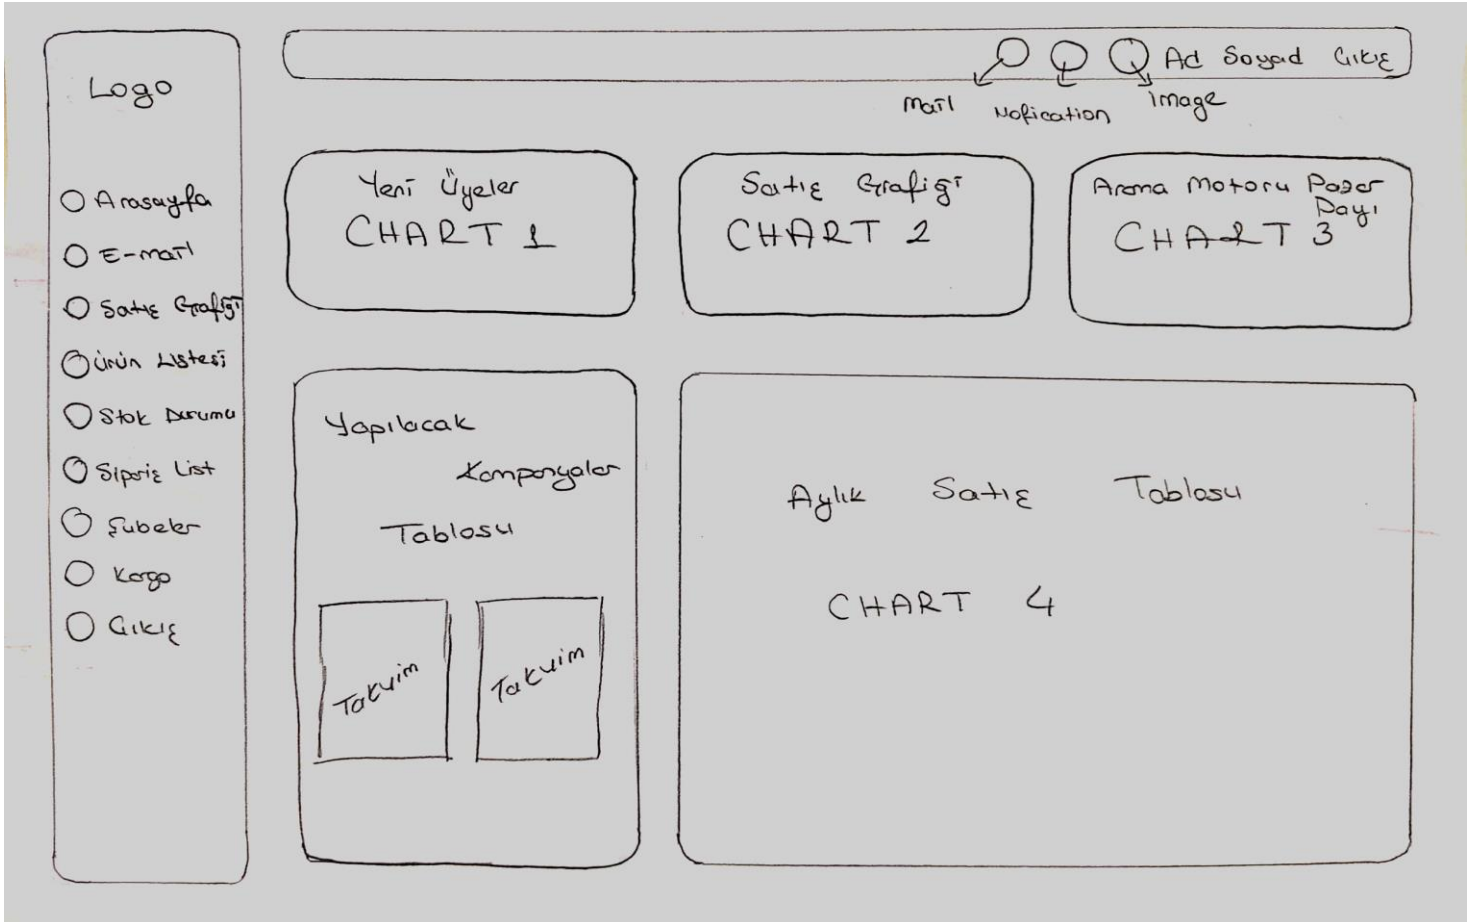 Logo
Anasayfa
E-mail
Satış Grafiği
Ürün Listesi
Stok Durumu
Sipariş List
Şubeler
Kargo
Çıkış
Ad Soyad Çıkış
Mail
Nofication
image
Yeni Üyeler
CHART 1
Satış Grafiği
CHART 2
Arama Motoru Pazar
Payı
CHART 3
Yapılacak
Kampanyalar
Tablosu
Takvim
Takvim
Aylık Satış Tablosu
CHART 4